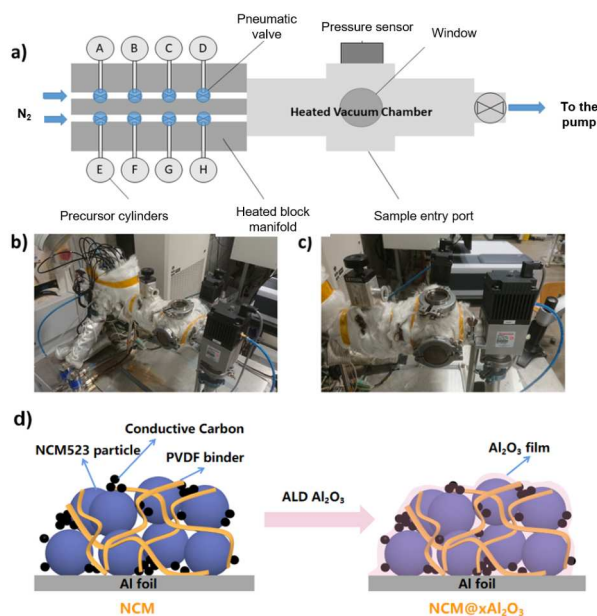 Pneumatic
valve
Pressure sensor
Window
a)
A B C D
N₂
Heated Vacuum Chamber
To the
pump
E F G H
Precursor cylinders
Heated block
manifold
Sample entry port
b)
c)
d)
Conductive Carbon
NCM523 particle
PVDF binder
Al₂O₃ film
ALD Al₂O₃
Al foil
Al foil
NCM
NCM@xAl₂O₃